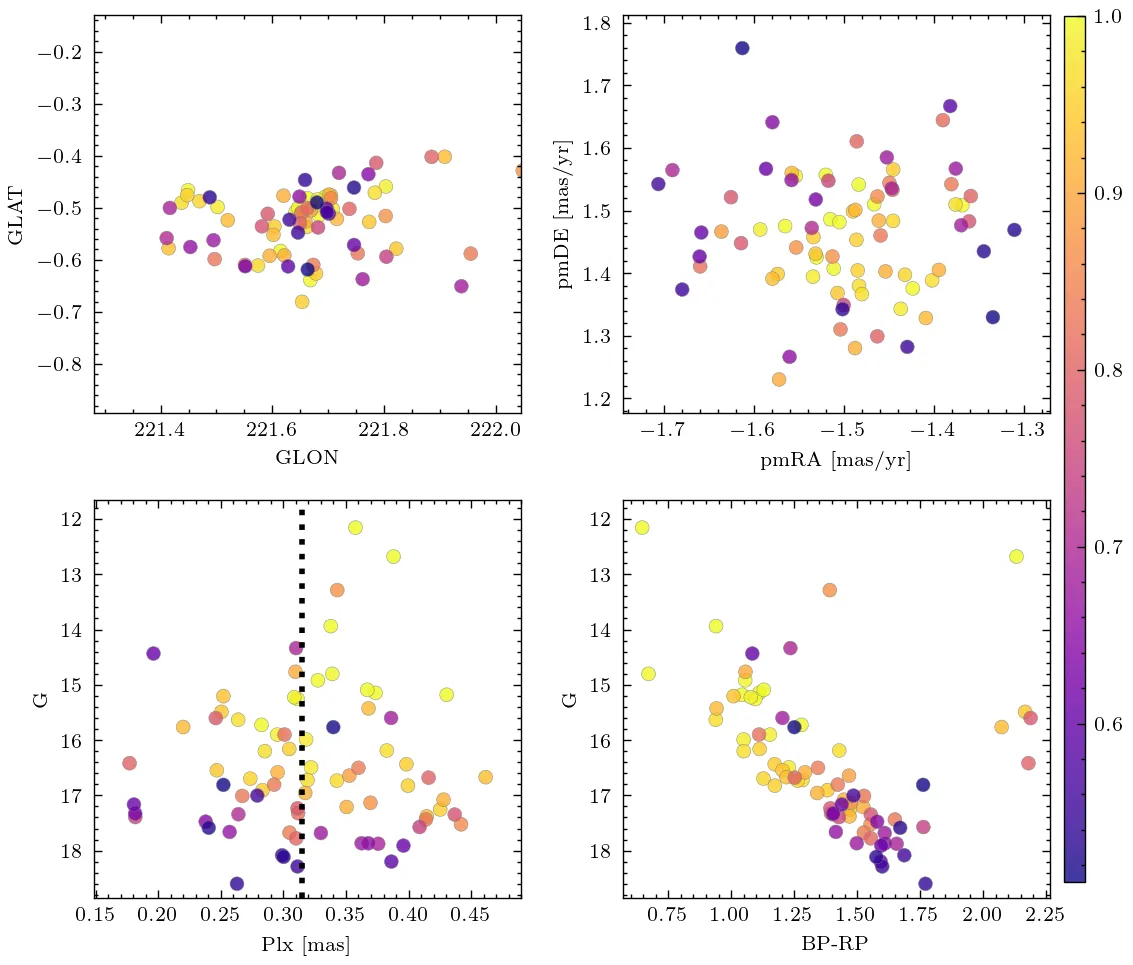 −0.2
−0.3
−0.4
−0.5
−0.6
−0.7
−0.8
GLAT
221.4 221.6 221.8 222.0
GLON
1.8
1.7
1.6
1.5
1.4
1.3
1.2
pmDE [mas/yr]
−1.7 −1.6 −1.5 −1.4 −1.3
pmRA [mas/yr]
12
13
14
15
16
17
18
G
0.15 0.20 0.25 0.30 0.35 0.40 0.45
Plx [mas]
12
13
14
15
16
17
18
G
0.75 1.00 1.25 1.50 1.75 2.00 2.25
BP-RP
1.0
0.9
0.8
0.7
0.6